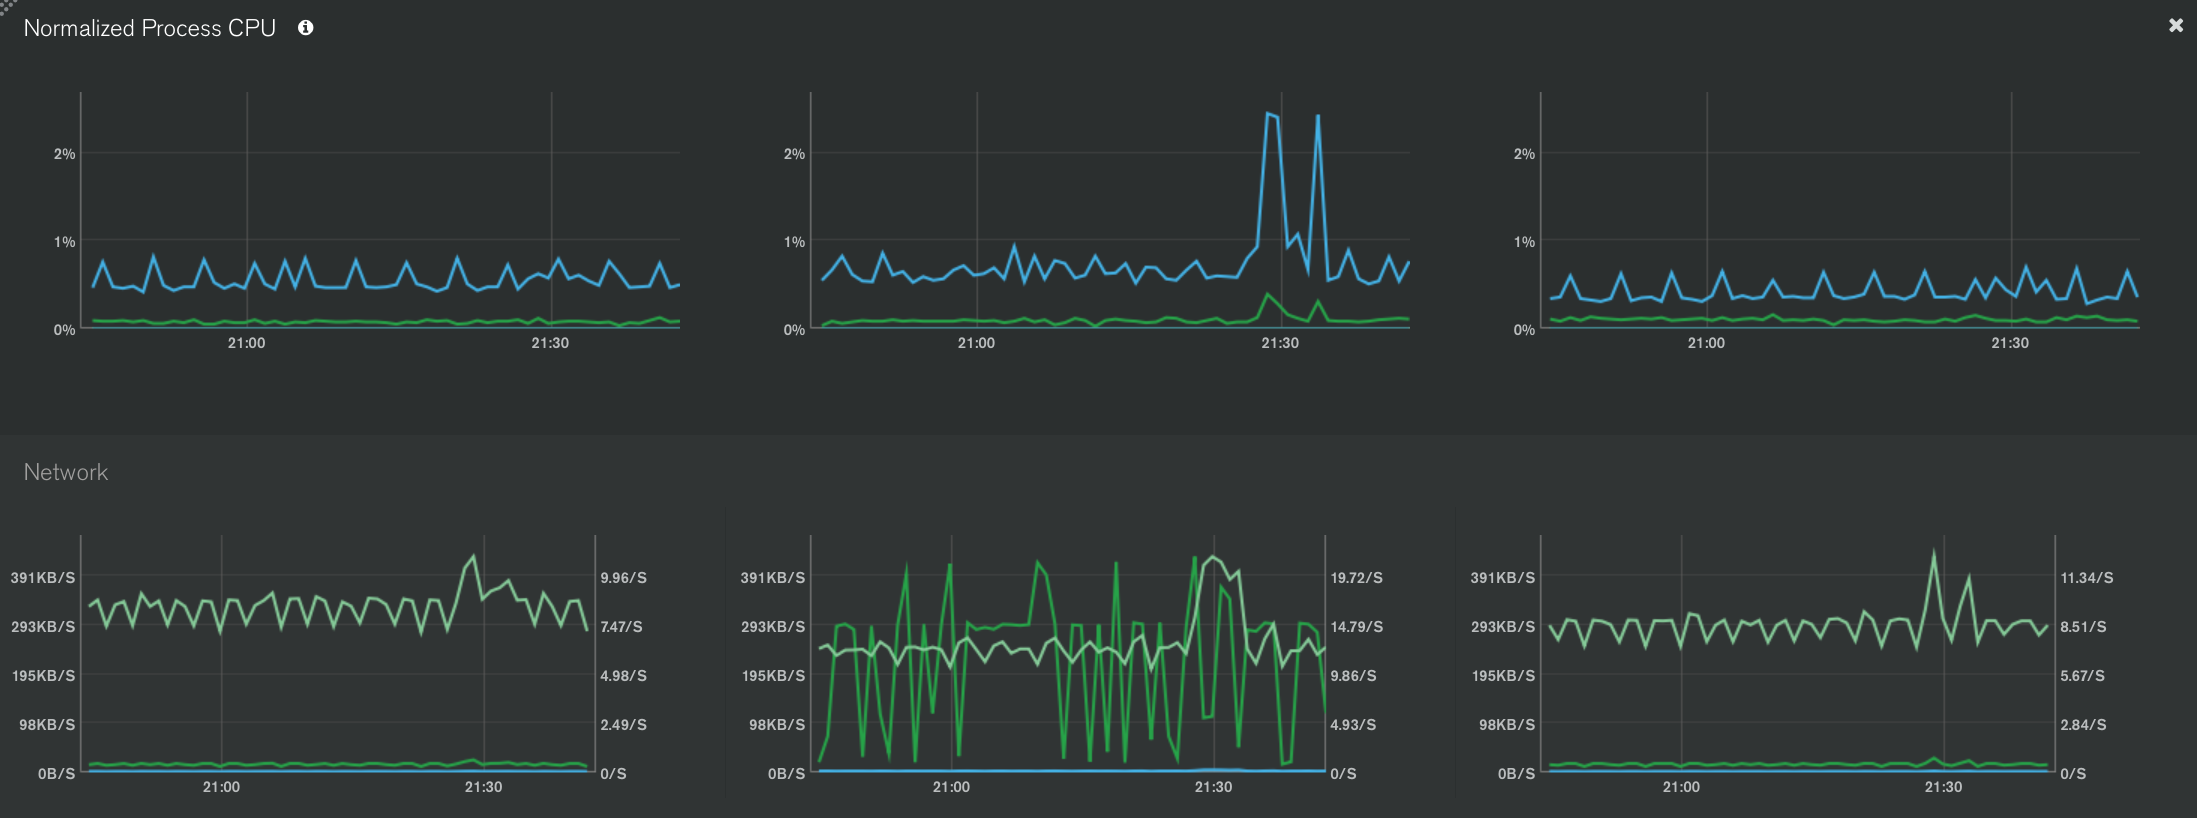 Normalized Process CPU
2%
1%
0%
21:00
21:30
2%
1%
0%
21:00
21:30
2%
1%
0%
21:00
21:30
Network
391KB/S
293KB/S
195KB/S
98KB/S
0B/S
9.96/S
7.47/S
4.98/S
2.49/S
0/S
21:00
21:30
391KB/S
293KB/S
195KB/S
98KB/S
0B/S
19.72/S
14.79/S
9.86/S
4.93/S
0/S
21:00
21:30
391KB/S
293KB/S
195KB/S
98KB/S
0B/S
11.34/S
8.51/S
5.67/S
2.84/S
0/S
21:00
21:30